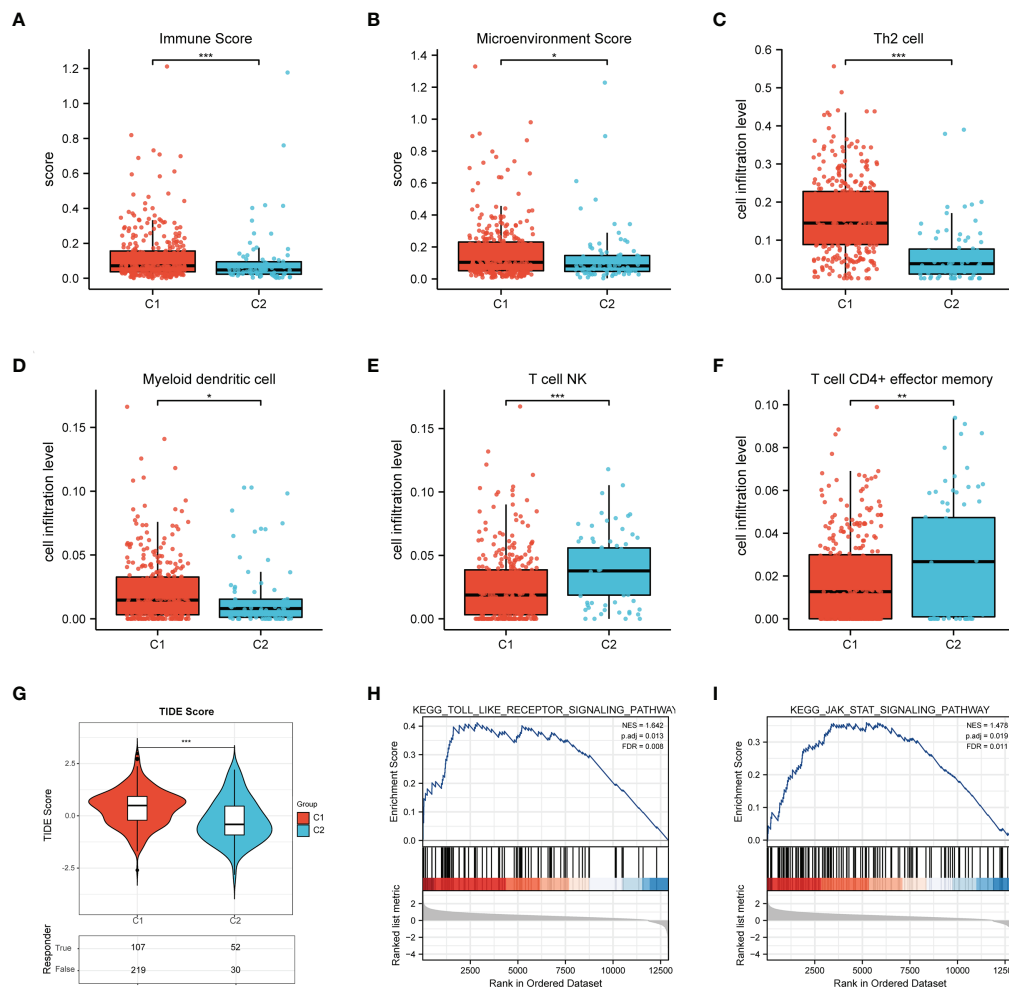 A
Immune Score
***
score
1.2
1.0
0.8
0.6
0.4
0.2
0.0
C1 C2
B
Microenvironment Score
*
score
1.4
1.2
1.0
0.8
0.6
0.4
0.2
0.0
C1 C2
C
Th2 cell
***
cell infiltration level
0.6
0.5
0.4
0.3
0.2
0.1
0.0
C1 C2
D
Myeloid dendritic cell
*
cell infiltration level
0.15
0.10
0.05
0.00
C1 C2
E
T cell NK
***
cell infiltration level
0.15
0.10
0.05
0.00
C1 C2
F
T cell CD4+ effector memory
**
cell infiltration level
0.10
0.08
0.06
0.04
0.02
0.00
C1 C2
G
TIDE Score
***
TIDE Score
2.5
0.0
-2.5
C1 C2
Group
C1
C2
Responder
True 107 52
False 219 30
H
KEGG_TOLL_LIKE_RECEPTOR_SIGNALING_PATHWAY
NES = 1.642
p.adj = 0.013
FDR = 0.008
Enrichment Score
0.4
0.3
0.2
0.1
0.0
Ranked list metric
2
0
−2
−4
2500 5000 7500 10000 12500
Rank in Ordered Dataset
I
KEGG_JAK_STAT_SIGNALING_PATHWAY
NES = 1.478
p.adj = 0.019
FDR = 0.011
Enrichment Score
0.3
0.2
0.1
0.0
Ranked list metric
2
0
−2
−4
2500 5000 7500 10000
Rank in Ordered Dataset